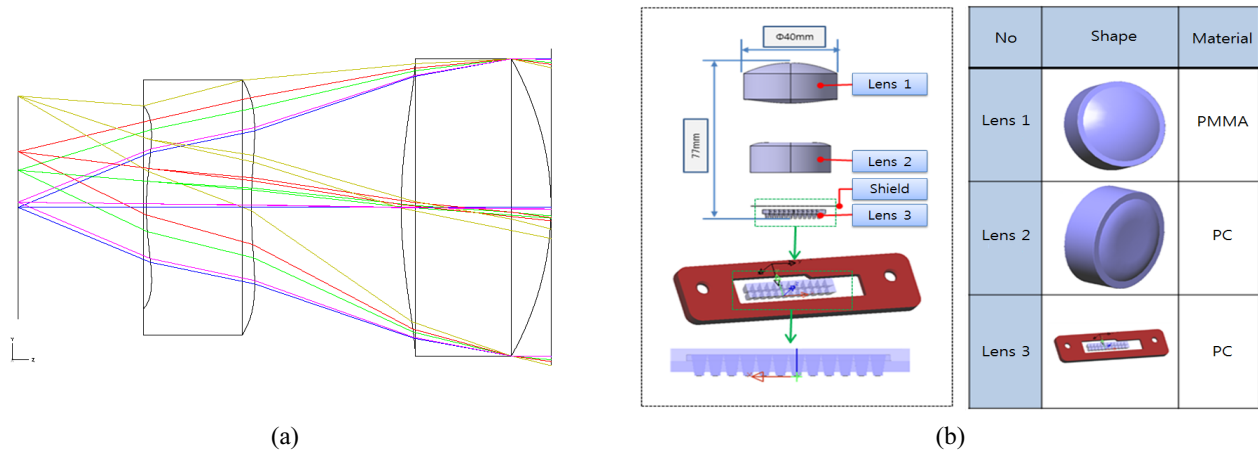 Y
Z
(a)
Φ40mm
77mm
Lens 1
Lens 2
Shield
Lens 3
No Shape Material
Lens 1 PMMA
Lens 2 PC
Lens 3 PC
(b)